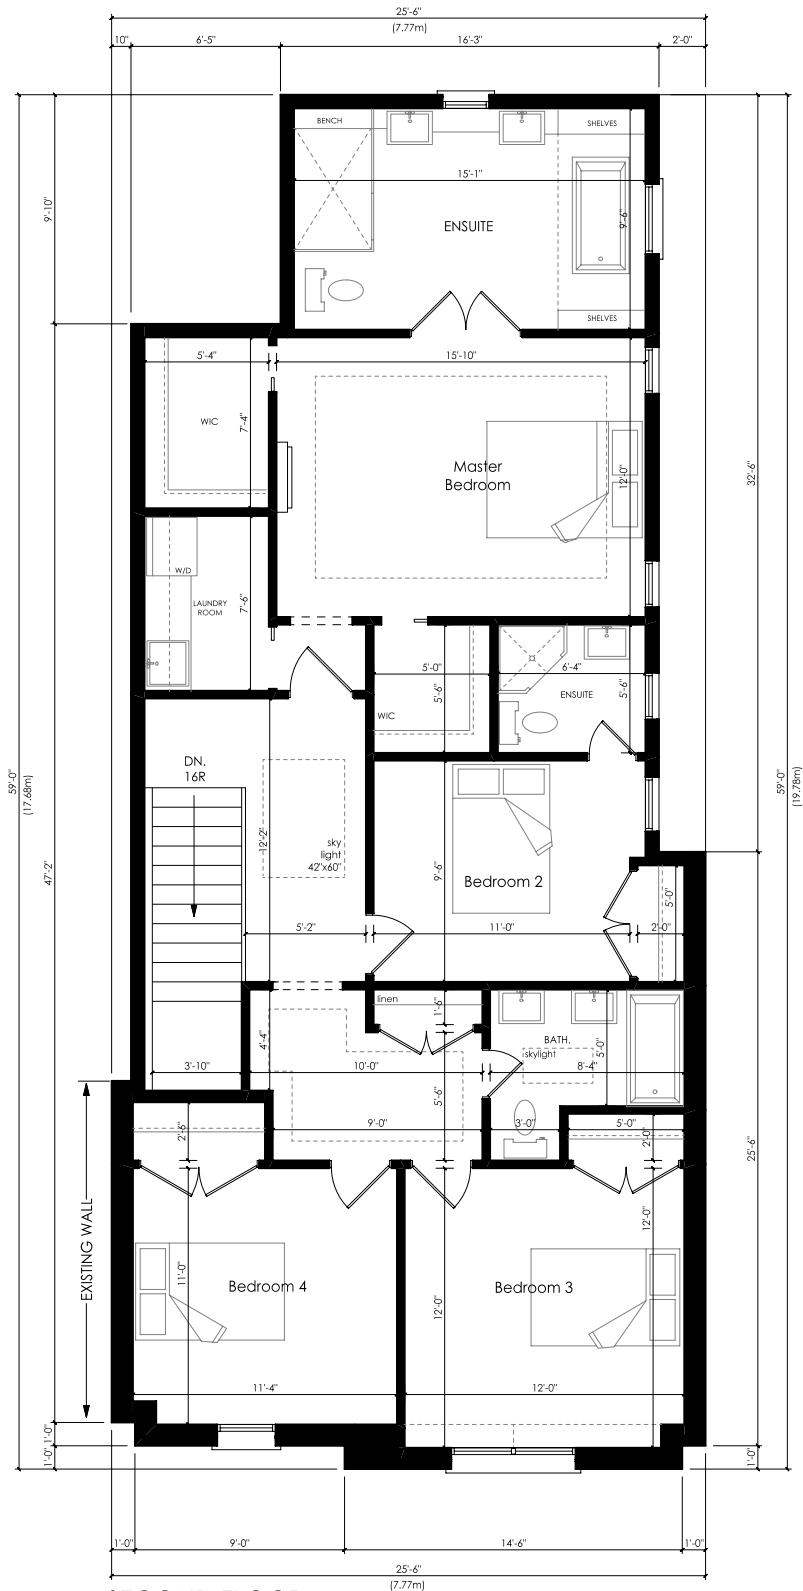 25'-6"
(7.77m)
10" 6'-5" 16'-3" 2'-0"
BENCH
SHELVES
15'-1"
9'-10"
9'-6"
ENSUITE
SHELVES
5'-4" 15'-10"
WIC
7'-4"
Master
Bedroom
12'-0"
32'-6"
W/D
LAUNDRY
ROOM
7'-6"
5'-0"
5'-6"
WIC
6'-4"
5'-6"
ENSUITE
DN.
16R
59'-0"
(17.68m)
59'-0"
(19.78m)
12'-2"
sky
light
42"x60"
47'-2"
9'-6"
Bedroom 2
5'-0"
5'-2" 11'-0" 2'-0"
linen
1'-6"
4'-4"
BATH.
skylight
5'-0"
3'-10" 10'-0" 8'-4"
5'-6"
2'-6"
9'-0" 3'-0" 5'-0"
2'-0"
25'-6"
EXISTING WALL
11'-0"
Bedroom 4
12'-0"
Bedroom 3
12'-0"
11'-4" 12'-0"
1'-0"
1'-0"
1'-0"
1'-0" 9'-0" 14'-6" 1'-0"
25'-6"
(7.77m)